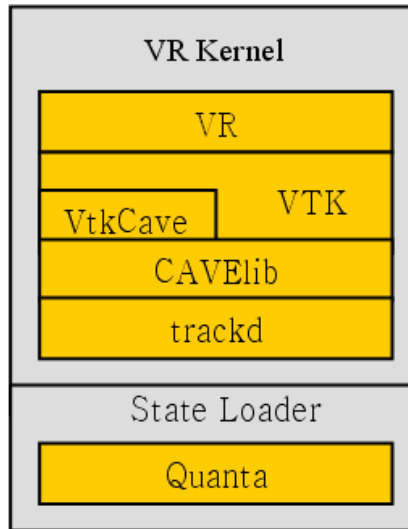 VR Kernel
VR
VTK
VtkCave
CAVElib
trackd
State Loader
Quanta